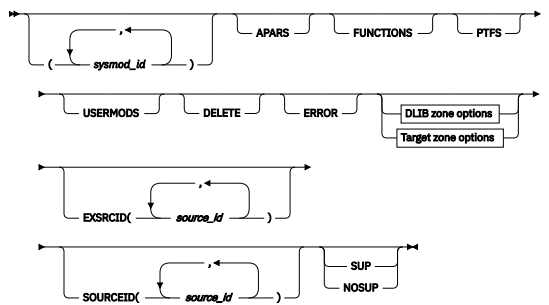 ,
( sysmod_id ) APARS FUNCTIONS PTFS
USERMODS DELETE ERROR DLIB zone options
Target zone options
,
EXSRCID( source_id )
,
SOURCEID( source_id ) SUP
NOSUP